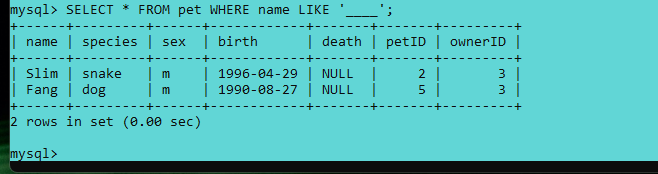 mysql> SELECT * FROM pet WHERE name LIKE '____';
+------+---------+------+------------+-------+-------+---------+
| name | species | sex  | birth      | death | petID | ownerID |
+------+---------+------+------------+-------+-------+---------+
| Slim | snake   | m    | 1996-04-29 | NULL  |     2 |       3 |
| Fang | dog     | m    | 1990-08-27 | NULL  |     5 |       3 |
+------+---------+------+------------+-------+-------+---------+
2 rows in set (0.00 sec)
mysql>